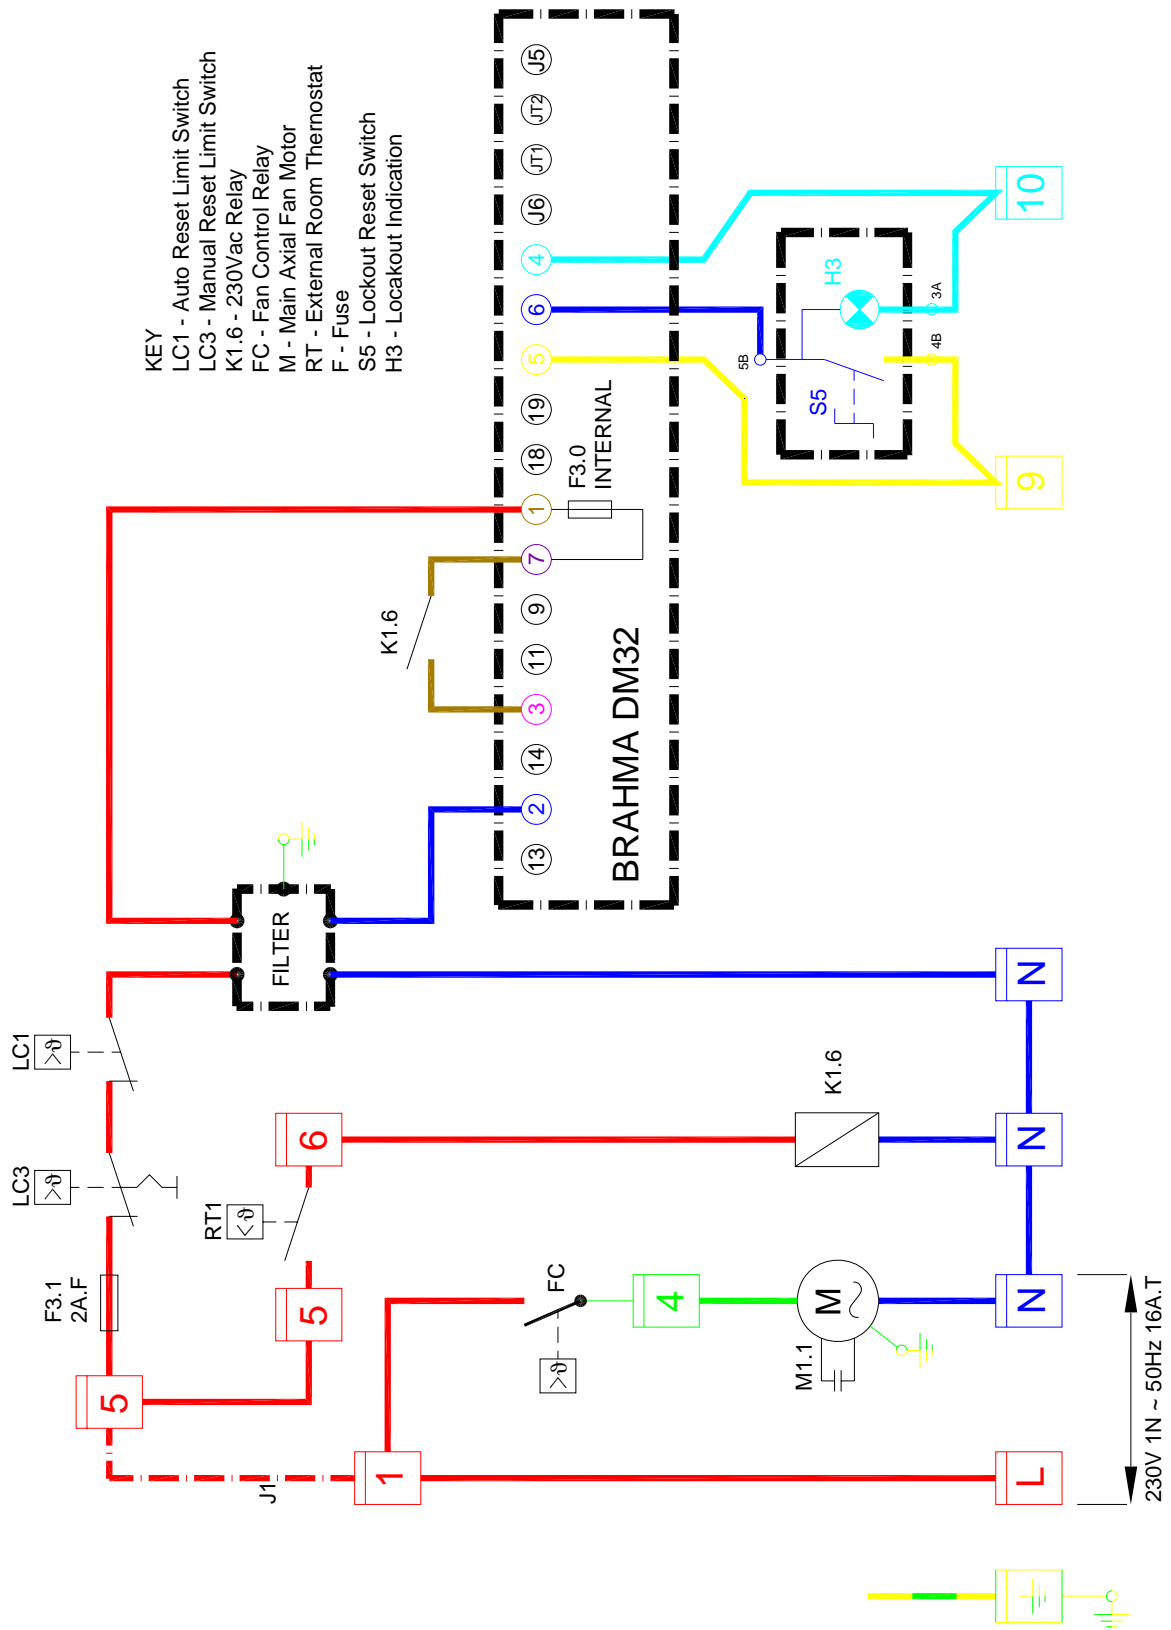 KEY
LC1 - Auto Reset Limit Switch
LC3 - Manual Reset Limit Switch
K1.6 - 230Vac Relay
FC - Fan Control Relay
M - Main Axial Fan Motor
RT - External Room Thernostat
F - Fuse
S5 - Lockout Reset Switch
H3 - Locakout Indication
LC3
>ϑ
LC1
>ϑ
F3.1
2A.F
5
RT1
<ϑ
5
6
FILTER
J1
1
K1.6
13
2
14
3
11
9
7
1
18
19
5
6
4
J6
JT1
JT2
J5
F3.0
INTERNAL
BRAHMA DM32
FC
>ϑ
4
M1.1
M
K1.6
5B
S5
H3
4B
3A
L
N
N
N
9
10
230V 1N ~ 50Hz 16A.T